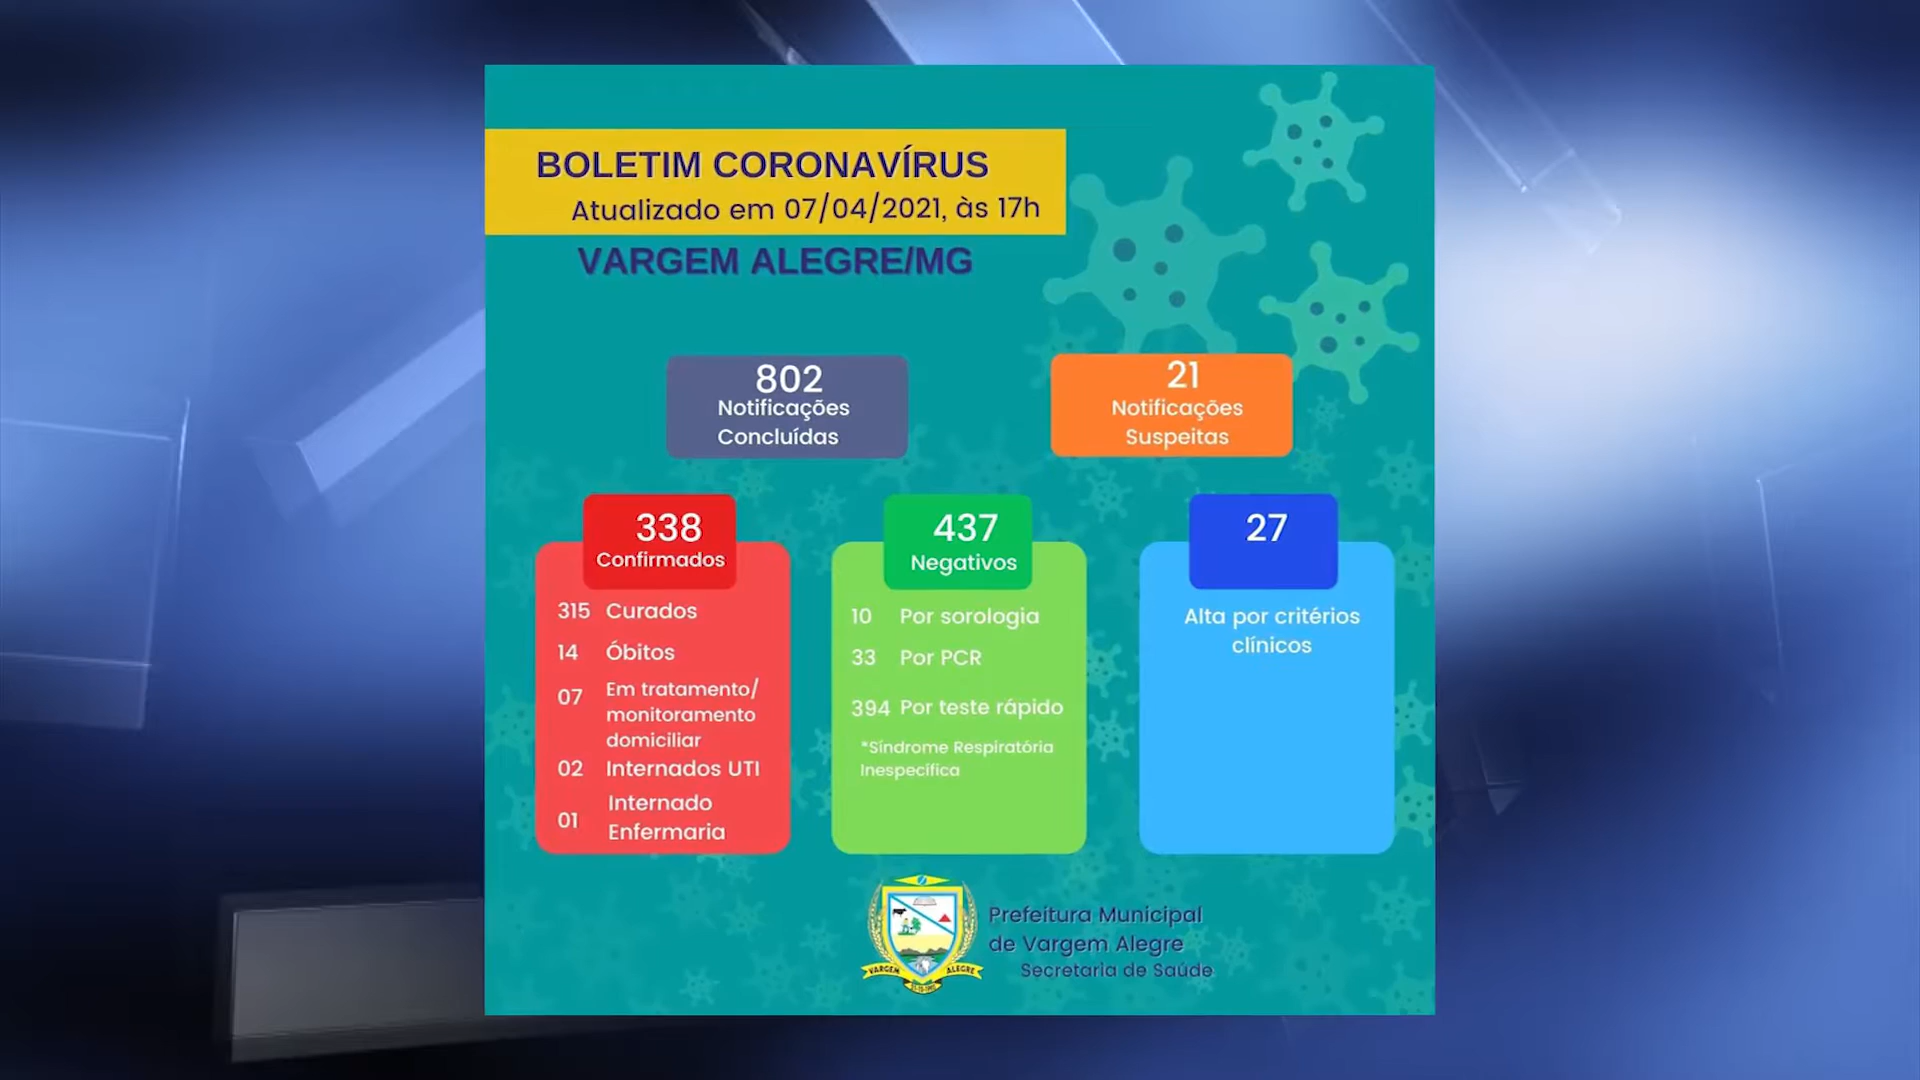 BOLETIM CORONAVÍRUS
Atualizado em 07/04/2021, às 17h
VARGEM ALEGRE/MG
802
Notificações
Concluídas
21
Notificações
Suspeitas
338
Confirmados
315 Curados
14 Óbitos
07 Em tratamento/
monitoramento
domiciliar
02 Internados UTI
01 Internado
Enfermaria
437
Negativos
10 Por sorologia
33 Por PCR
394 Por teste rápido
*Síndrome Respiratória
Inespecífica
27
Alta por critérios
clínicos
VARGEM ALEGRE
Prefeitura Municipal
de Vargem Alegre
Secretaria de Saúde